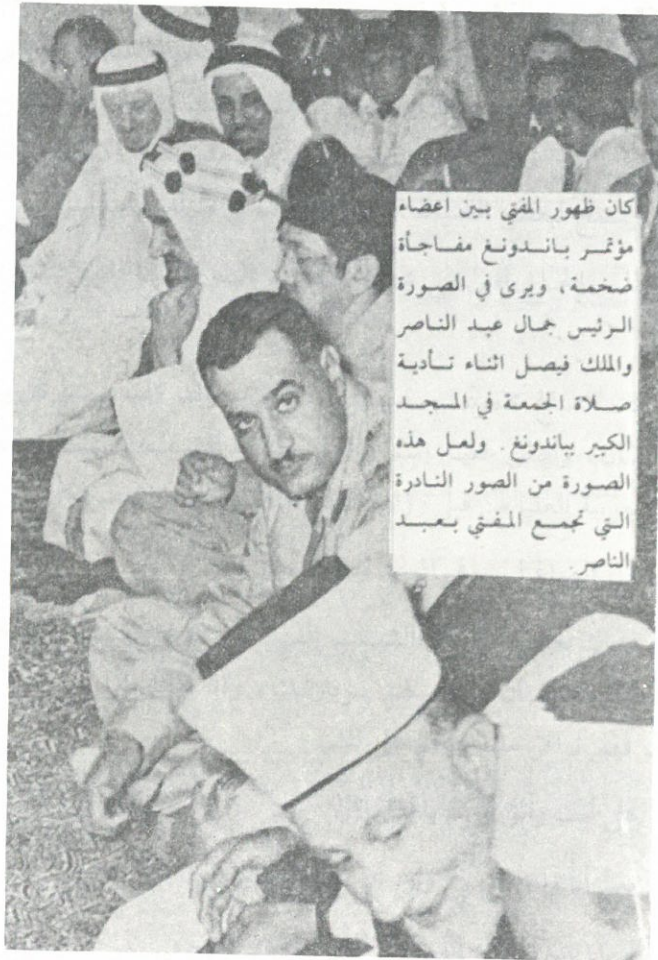 كان ظهور المفتي بين اعضاء
مؤتمر باندونغ مفاجأة
ضخمة، ويرى في الصورة
الرئيس جمال عبد الناصر
والملك فيصل اثناء تأدية
صلاة الجمعة في المسجد
الكبير بباندونغ. ولعل هذه
الصورة من الصور النادرة
التي تجمع المفتي بعبد
الناصر.